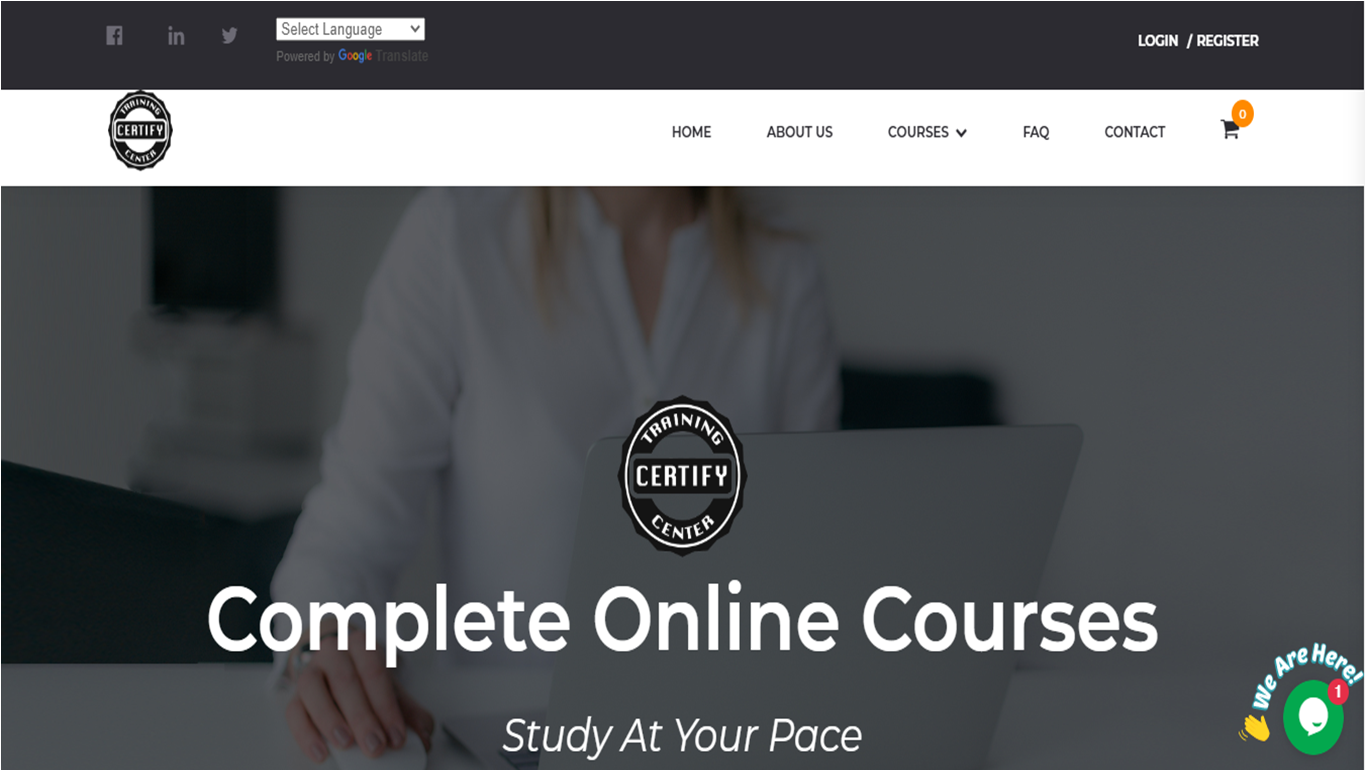 Select Language
Powered by Google Translate
LOGIN / REGISTER
TRAINING
CERTIFY
CENTER
HOME ABOUT US COURSES FAQ CONTACT 0
TRAINING
CERTIFY
CENTER
Complete Online Courses
Study At Your Pace
We Are Here!
1